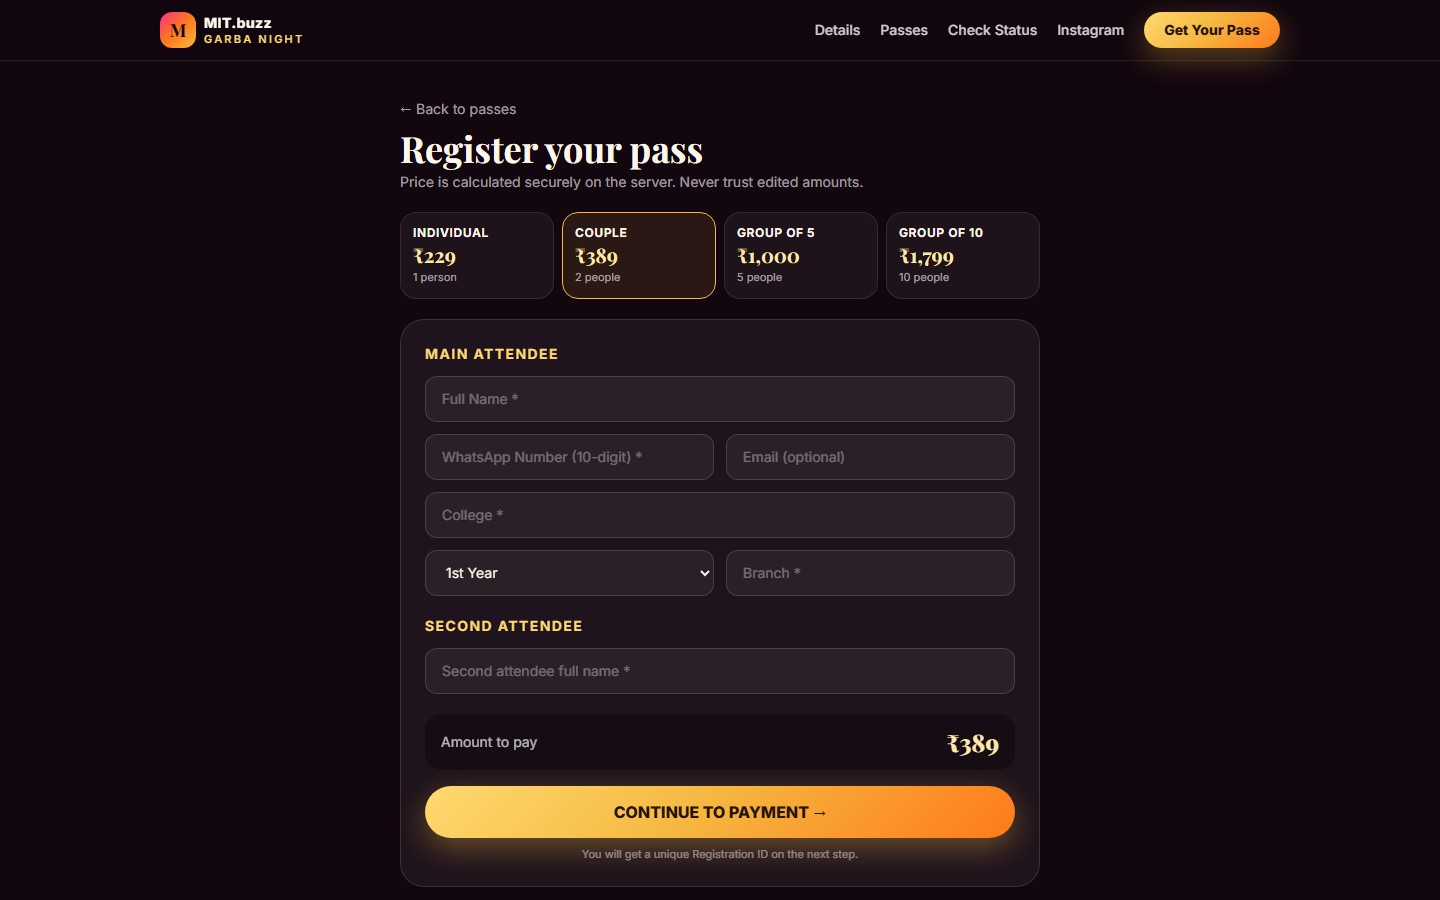 M
MIT.buzz
GARBA NIGHT
Details
Passes
Check Status
Instagram
Get Your Pass
← Back to passes
Register your pass
Price is calculated securely on the server. Never trust edited amounts.
INDIVIDUAL
₹229
1 person
COUPLE
₹389
2 people
GROUP OF 5
₹1,000
5 people
GROUP OF 10
₹1,799
10 people
MAIN ATTENDEE
Full Name *
WhatsApp Number (10-digit) *
Email (optional)
College *
1st Year
Branch *
SECOND ATTENDEE
Second attendee full name *
Amount to pay
₹389
CONTINUE TO PAYMENT →
You will get a unique Registration ID on the next step.